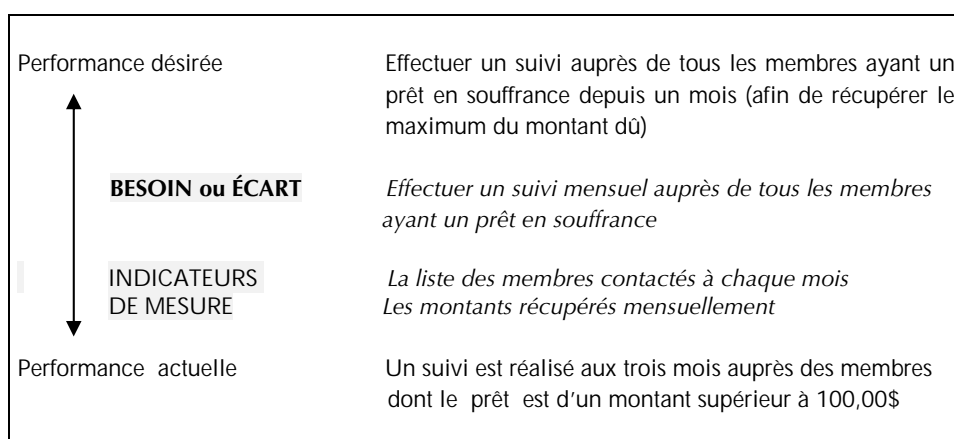 Performance désirée Effectuer un suivi auprès de tous les membres ayant un
prêt en souffrance depuis un mois (afin de récupérer le
maximum du montant dû)
BESOIN ou ÉCART Effectuer un suivi mensuel auprès de tous les membres
ayant un prêt en souffrance
INDICATEURS La liste des membres contactés à chaque mois
DE MESURE Les montants récupérés mensuellement
Performance actuelle Un suivi est réalisé aux trois mois auprès des membres
dont le prêt est d'un montant supérieur à 100,00$